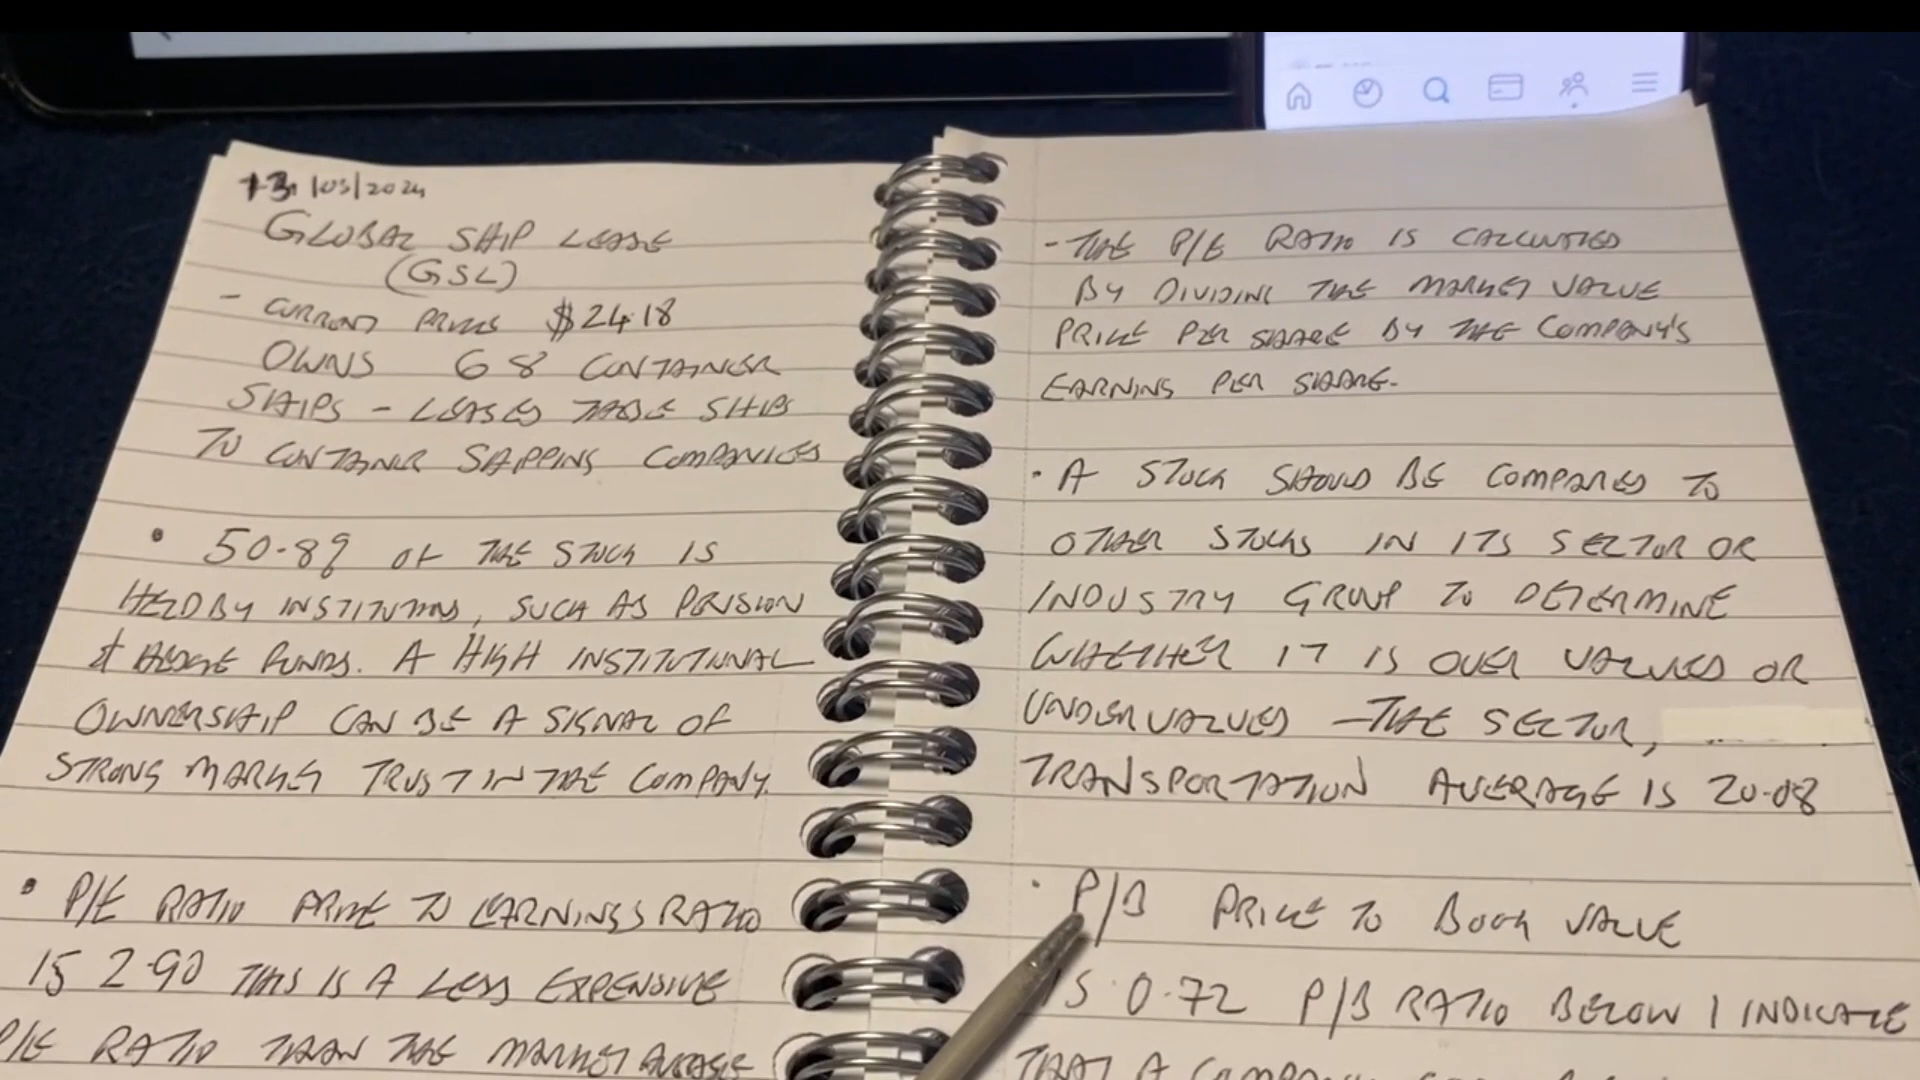 /03/2024
GLOBAL SHIP LEASE
(GSL)
- CURRENT PRICE $24.18
OWNS 68 CONTAINER
SHIPS - LEASES THESE SHIPS
TO CONTAINER SHIPPING COMPANIES
• 50.89 OF THE STOCK IS
HELD BY INSTITUTIONS, SUCH AS PENSION
& HEDGE FUNDS. A HIGH INSTITUTIONAL
OWNERSHIP CAN BE A SIGNAL OF
STRONG MARKET TRUST IN THE COMPANY.
• P/E RATIO PRICE TO EARNINGS RATIO
IS 2.90 THIS IS A LESS EXPENSIVE
P/E RATIO THAN THE MARKET AVERAGE
- THE P/E RATIO IS CALCULATED
BY DIVIDING THE MARKET VALUE
PRICE PER SHARE BY THE COMPANY'S
EARNING PER SHARE.
• A STOCK SHOULD BE COMPARED TO
OTHER STOCKS IN ITS SECTOR OR
INDUSTRY GROUP TO DETERMINE
WHETHER IT IS OVER VALUED OR
UNDERVALUED - THE SECTOR,
TRANSPORTATION AVERAGE IS 20.08
• P/B PRICE TO BOOK VALUE
IS 0.72 P/B RATIO BELOW 1 INDICATE
THAT A COMPANY